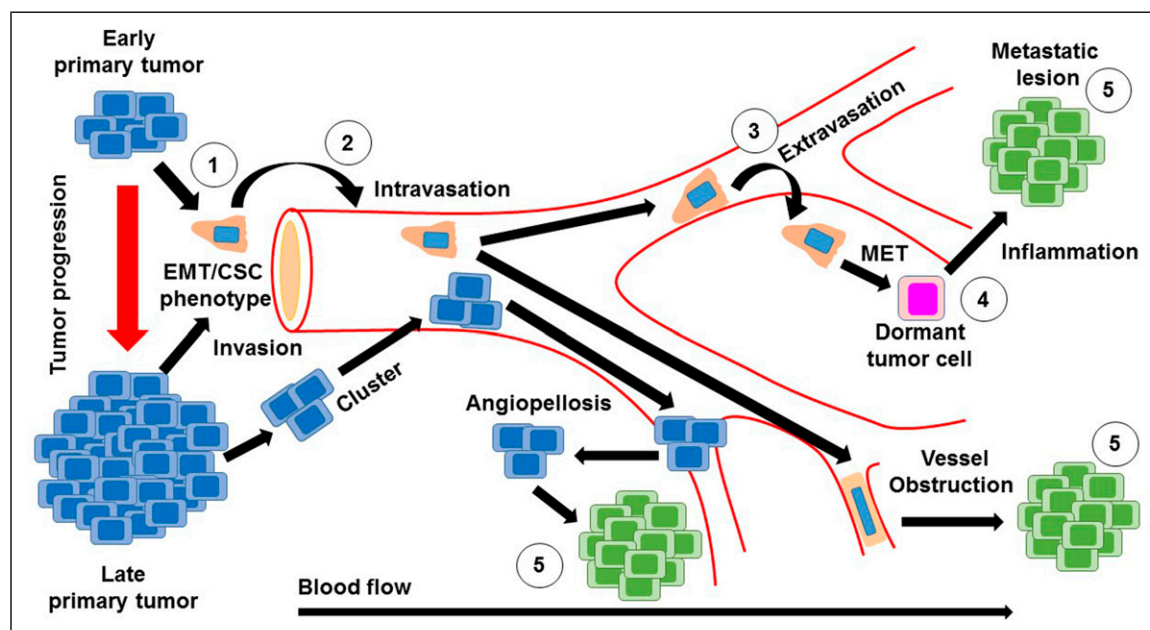 Early
primary tumor
1
2
Intravasation
3
Extravasation
Metastatic
lesion
5
Tumor progression
EMT/CSC
phenotype
Invasion
MET
Inflammation
4
Dormant
tumor cell
Cluster
Angiopellosis
5
Vessel
Obstruction
5
Late
primary tumor
Blood flow